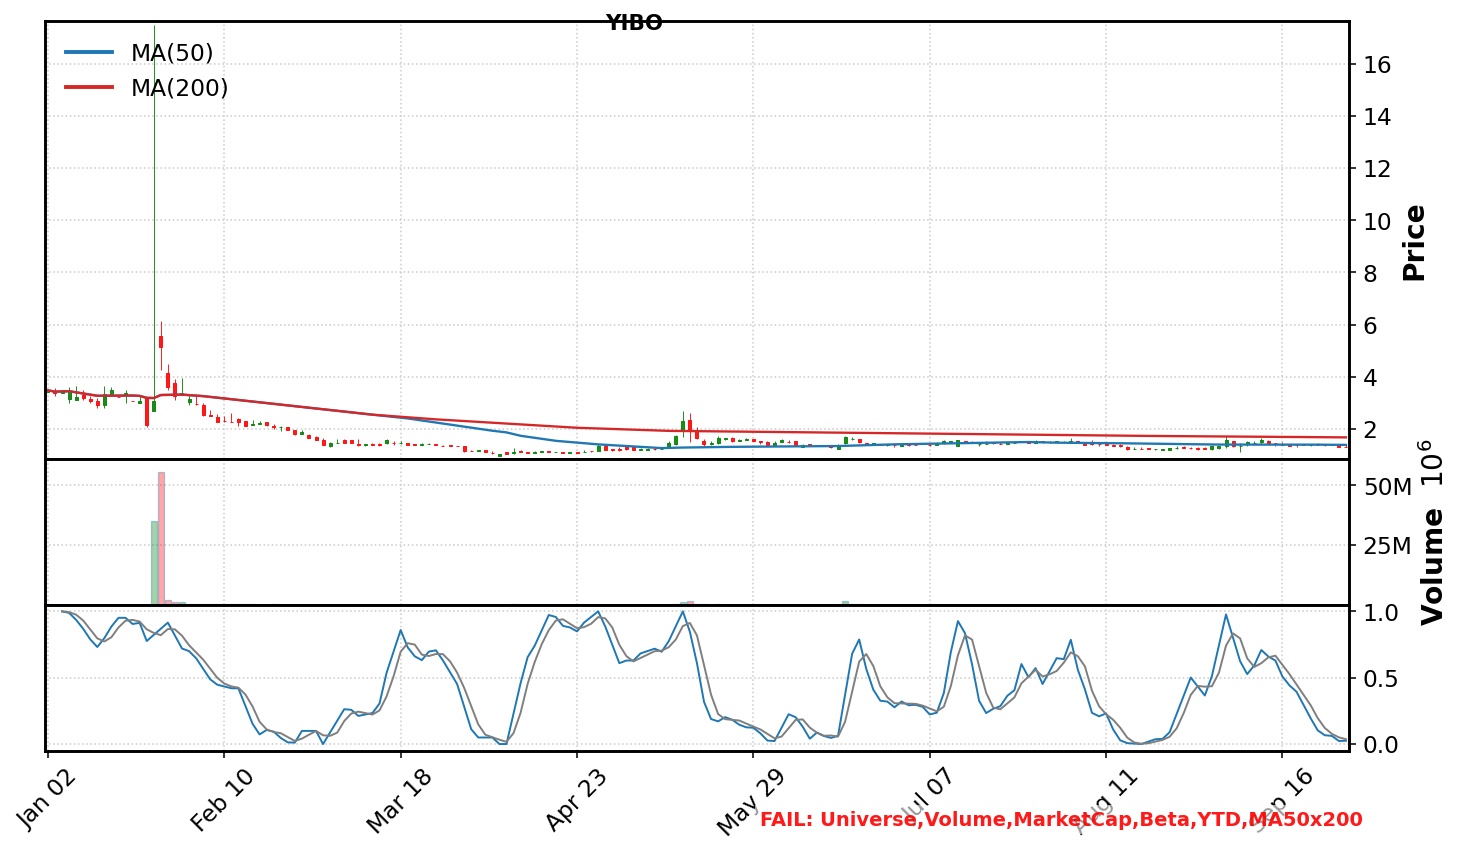 YIBO
MA(50)
MA(200)
16
14
12
10
8
6
4
2
Price
50M
25M
Volume 10⁶
1.0
0.5
0.0
Jan 02
Feb 10
Mar 18
Apr 23
May 29
Jul 07
Aug 11
Sep 16
FAIL: Universe,Volume,MarketCap,Beta,YTD,MA50x200